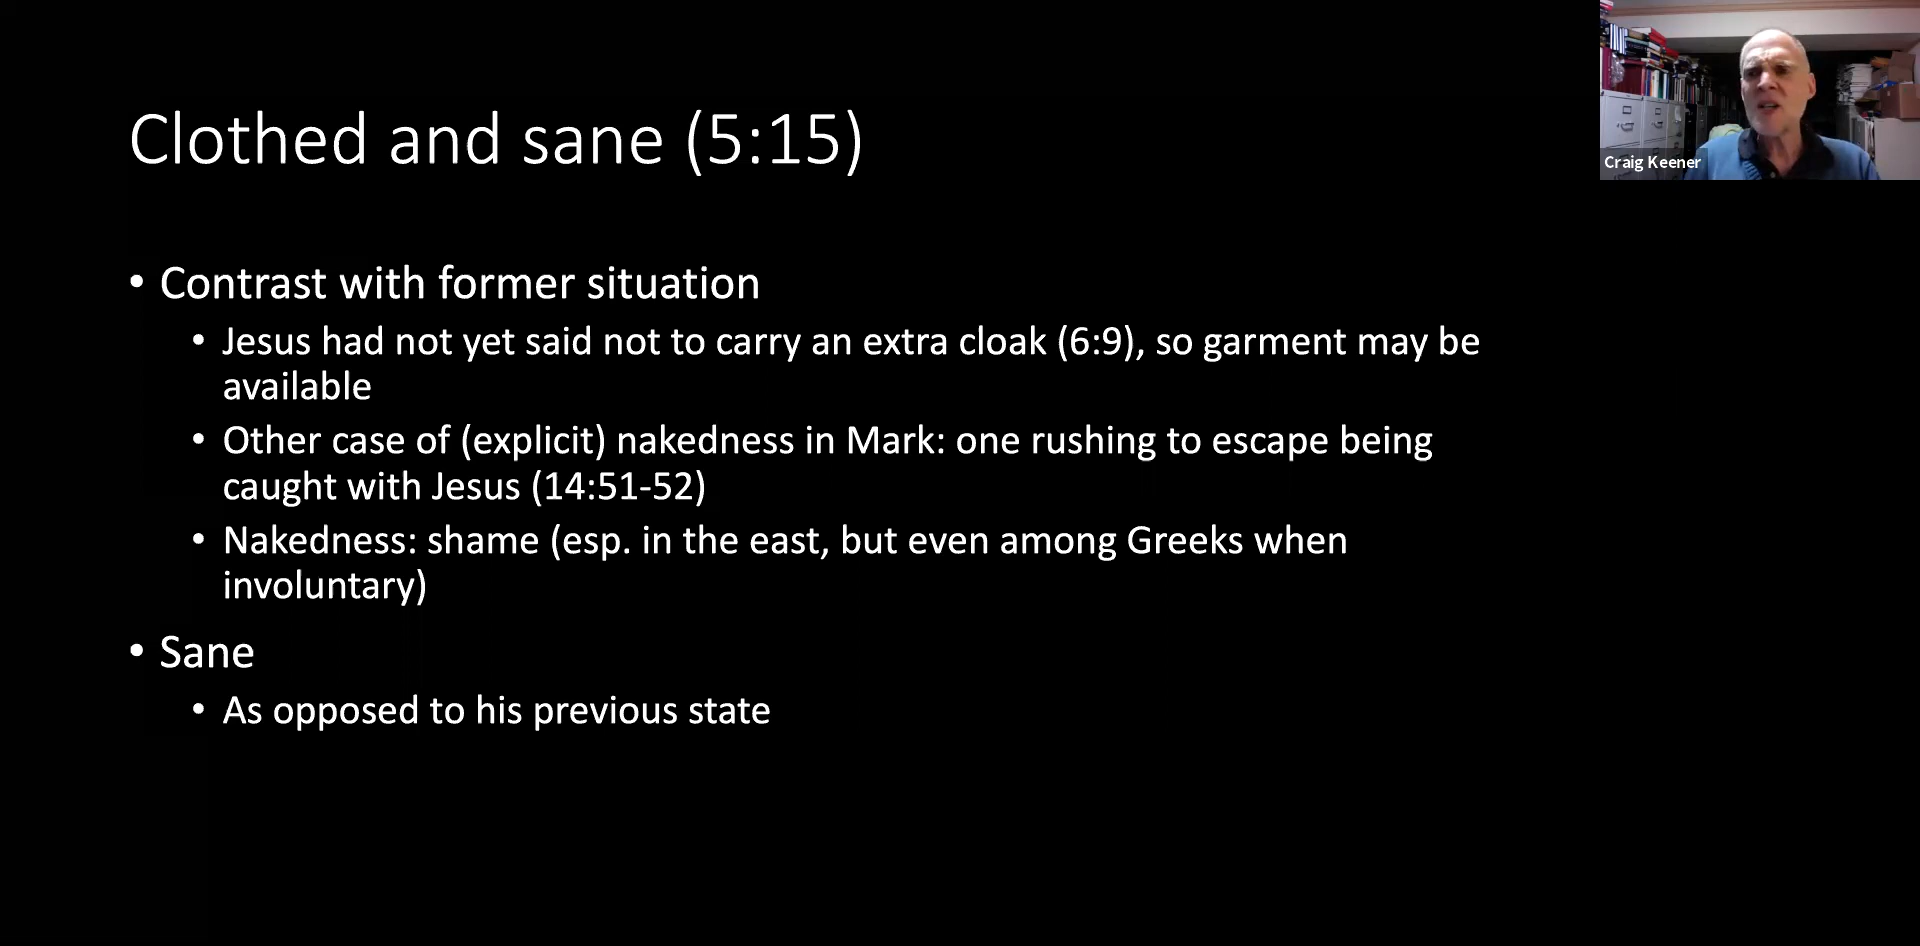 Clothed and sane (5:15)
• Contrast with former situation
• Jesus had not yet said not to carry an extra cloak (6:9), so garment may be
available
• Other case of (explicit) nakedness in Mark: one rushing to escape being
caught with Jesus (14:51-52)
• Nakedness: shame (esp. in the east, but even among Greeks when
involuntary)
• Sane
• As opposed to his previous state
Craig Keener